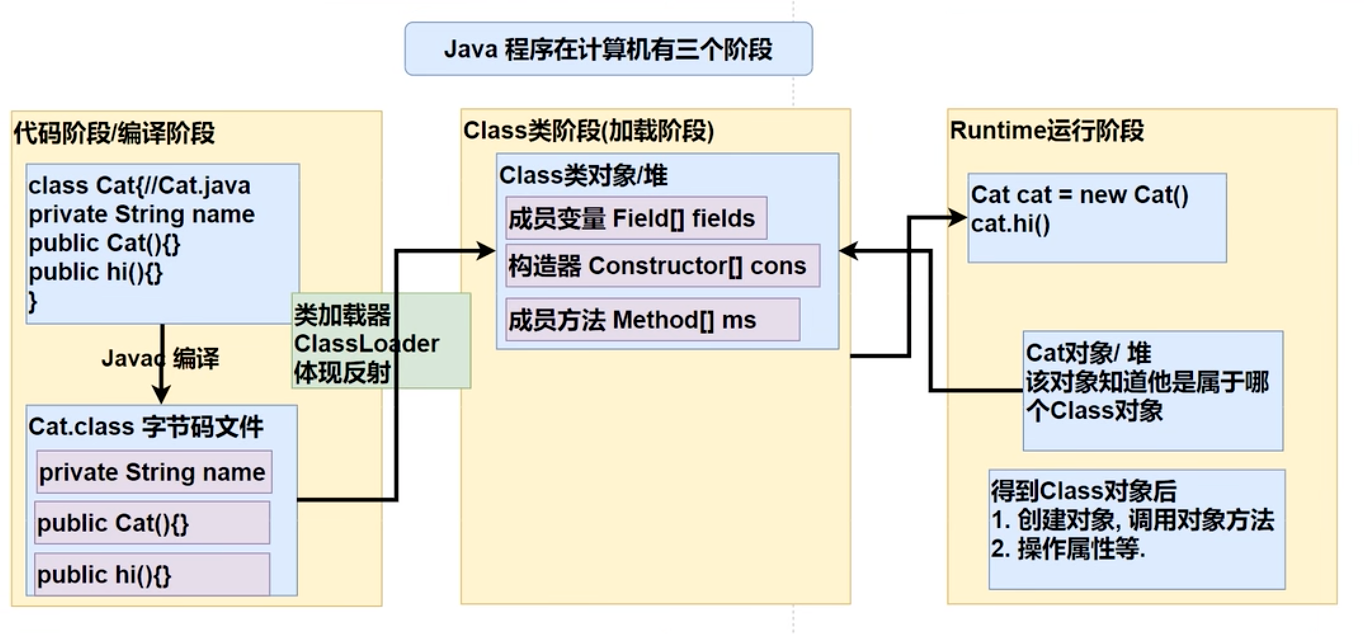 Java 程序在计算机有三个阶段
代码阶段/编译阶段
class Cat{//Cat.java
private String name
public Cat(){}
public hi(){}
}
Javac 编译
Cat.class 字节码文件
private String name
public Cat(){}
public hi(){}
类加载器
ClassLoader
体现反射
Class类阶段(加载阶段)
Class类对象/堆
成员变量 Field[] fields
构造器 Constructor[] cons
成员方法 Method[] ms
Runtime运行阶段
Cat cat = new Cat()
cat.hi()
Cat对象/ 堆
该对象知道他是属于哪
个Class对象
得到Class对象后
1. 创建对象, 调用对象方法
2. 操作属性等.